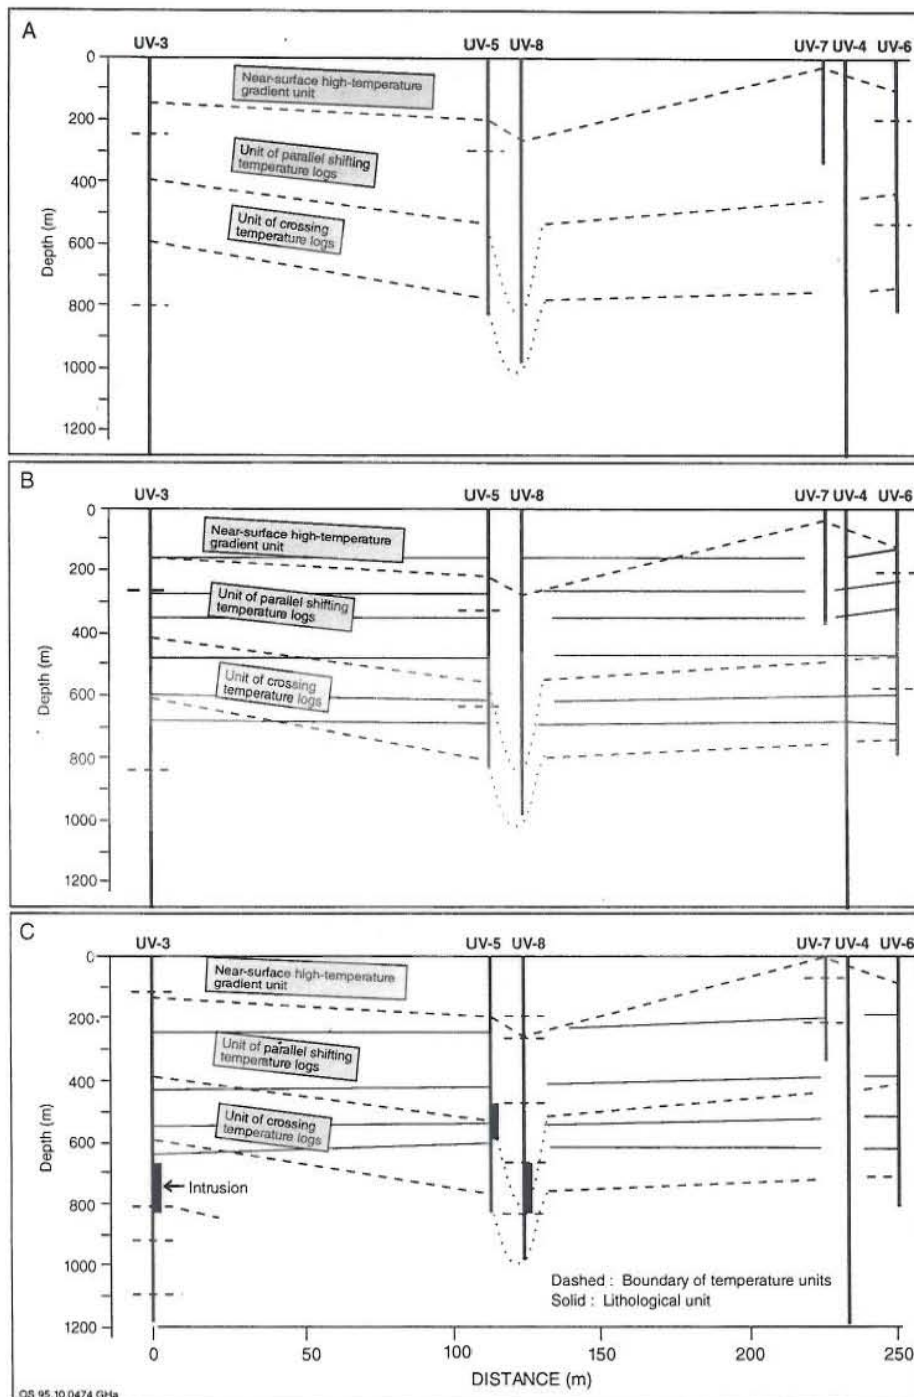 A
UV-3 UV-5 UV-8 UV-7 UV-4 UV-6
0
Near-surface high-temperature
gradient unit
200
Unit of parallel shifting
temperature logs
400
Unit of crossing
temperature logs
600
800
1000
1200
Depth (m)
B
UV-3 UV-5 UV-8 UV-7 UV-4 UV-6
0
Near-surface high-temperature
gradient unit
200
Unit of parallel shifting
temperature logs
400
Unit of crossing
temperature logs
600
800
1000
1200
Depth (m)
C
UV-3 UV-5 UV-8 UV-7 UV-4 UV-6
0
Near-surface high-temperature
gradient unit
200
Unit of parallel shifting
temperature logs
400
Unit of crossing
temperature logs
600
Intrusion
800
1000
Dashed : Boundary of temperature units
Solid : Lithological unit
1200
Depth (m)
0 50 100 150 200 250
DISTANCE (m)
OS 95.10.0474 GHa